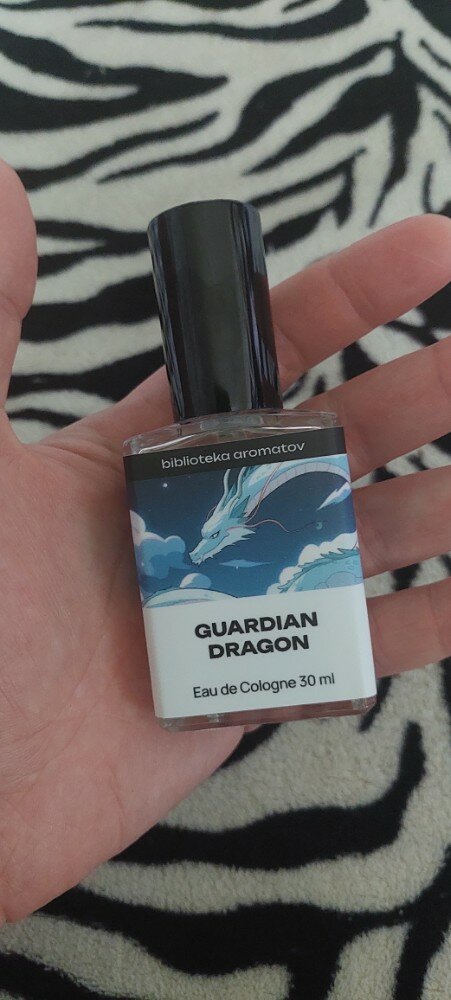 biblioteka aromatov
GUARDIAN
DRAGON
Eau de Cologne 30 ml